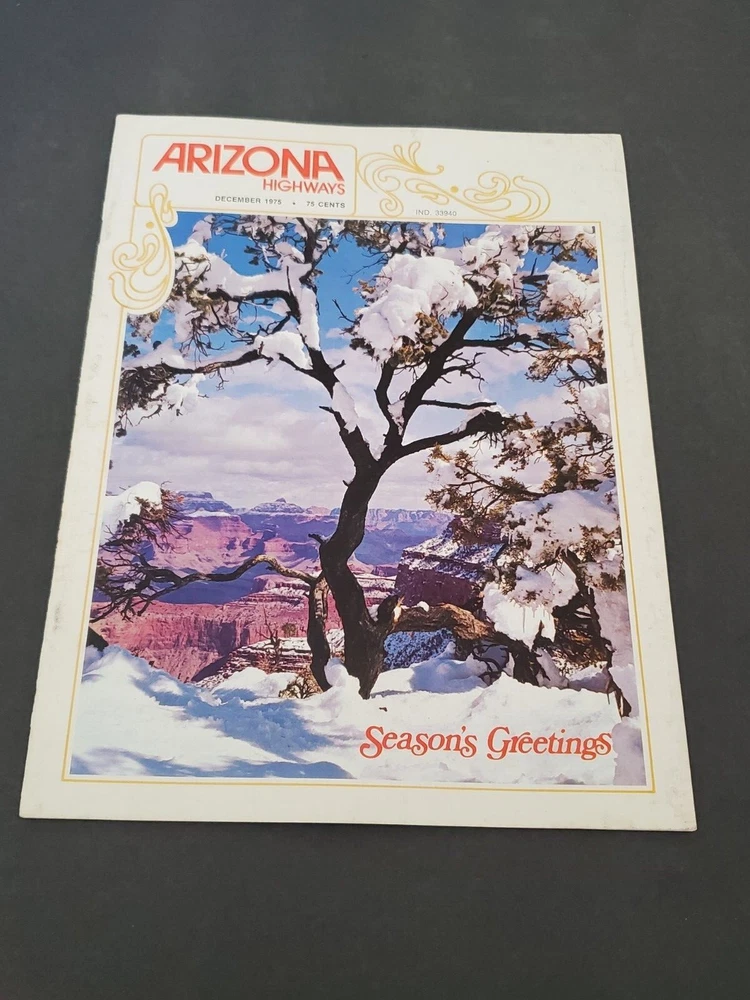 ARIZONA
HIGHWAYS
DECEMBER 1975 • 75 CENTS
IND. 33940
Season's Greetings